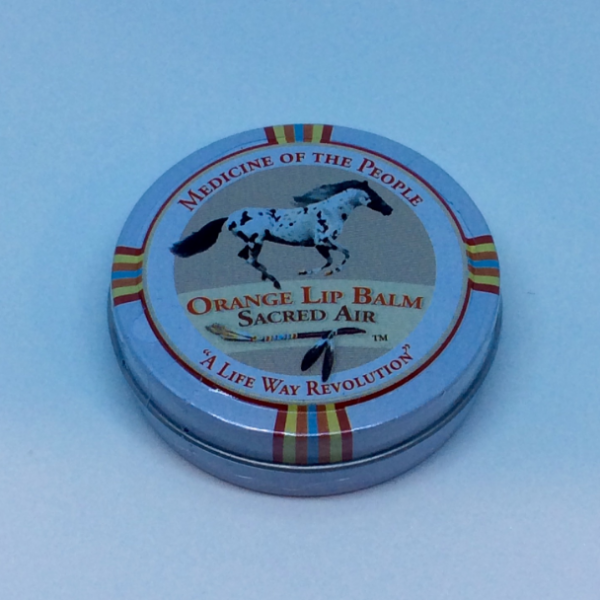 MEDICINE OF THE PEOPLE
ORANGE LIP BALM
SACRED AIR
TM
"A LIFE WAY REVOLUTION"